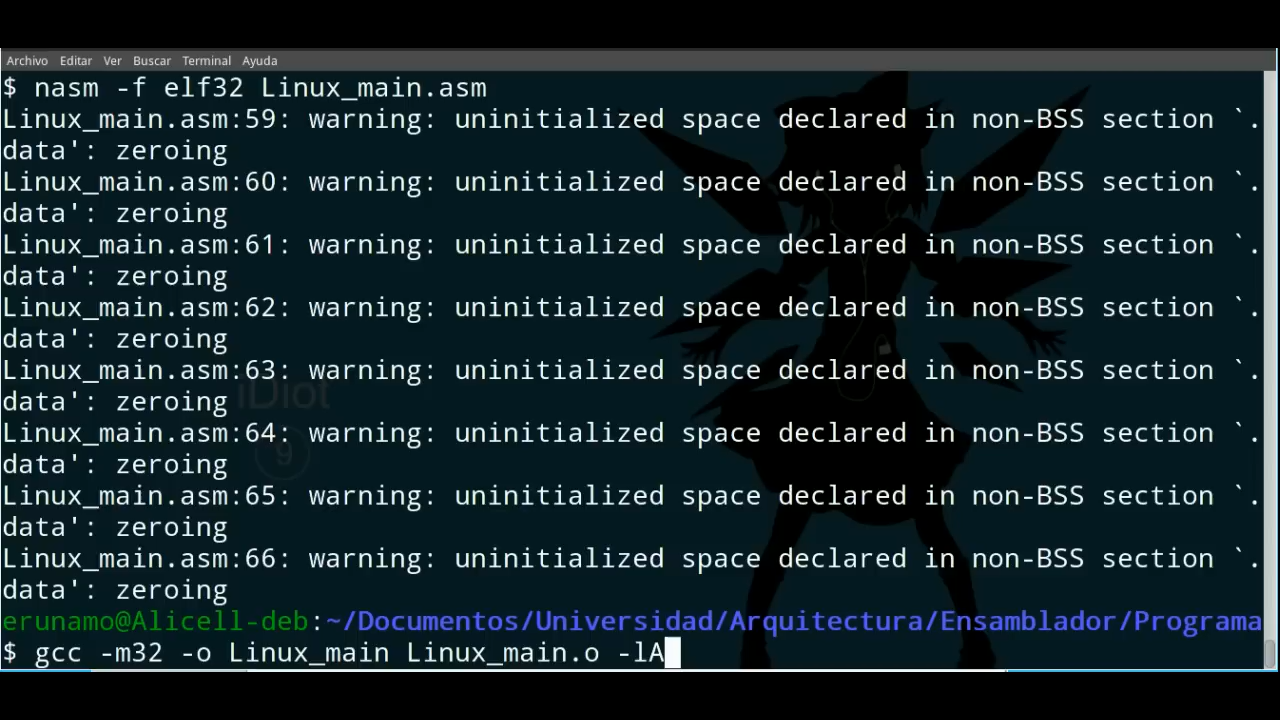 Archivo Editar Ver Buscar Terminal Ayuda
$ nasm -f elf32 Linux_main.asm
Linux_main.asm:59: warning: uninitialized space declared in non-BSS section `.
data': zeroing
Linux_main.asm:60: warning: uninitialized space declared in non-BSS section `.
data': zeroing
Linux_main.asm:61: warning: uninitialized space declared in non-BSS section `.
data': zeroing
Linux_main.asm:62: warning: uninitialized space declared in non-BSS section `.
data': zeroing
Linux_main.asm:63: warning: uninitialized space declared in non-BSS section `.
data': zeroing
iDiot
Linux_main.asm:64: warning: uninitialized space declared in non-BSS section `.
data': zeroing
9
Linux_main.asm:65: warning: uninitialized space declared in non-BSS section `.
data': zeroing
Linux_main.asm:66: warning: uninitialized space declared in non-BSS section `.
data': zeroing
erunamo@Alicell-deb:~/Documentos/Universidad/Arquitectura/Ensamblador/Programa
$ gcc -m32 -o Linux_main Linux_main.o -lA